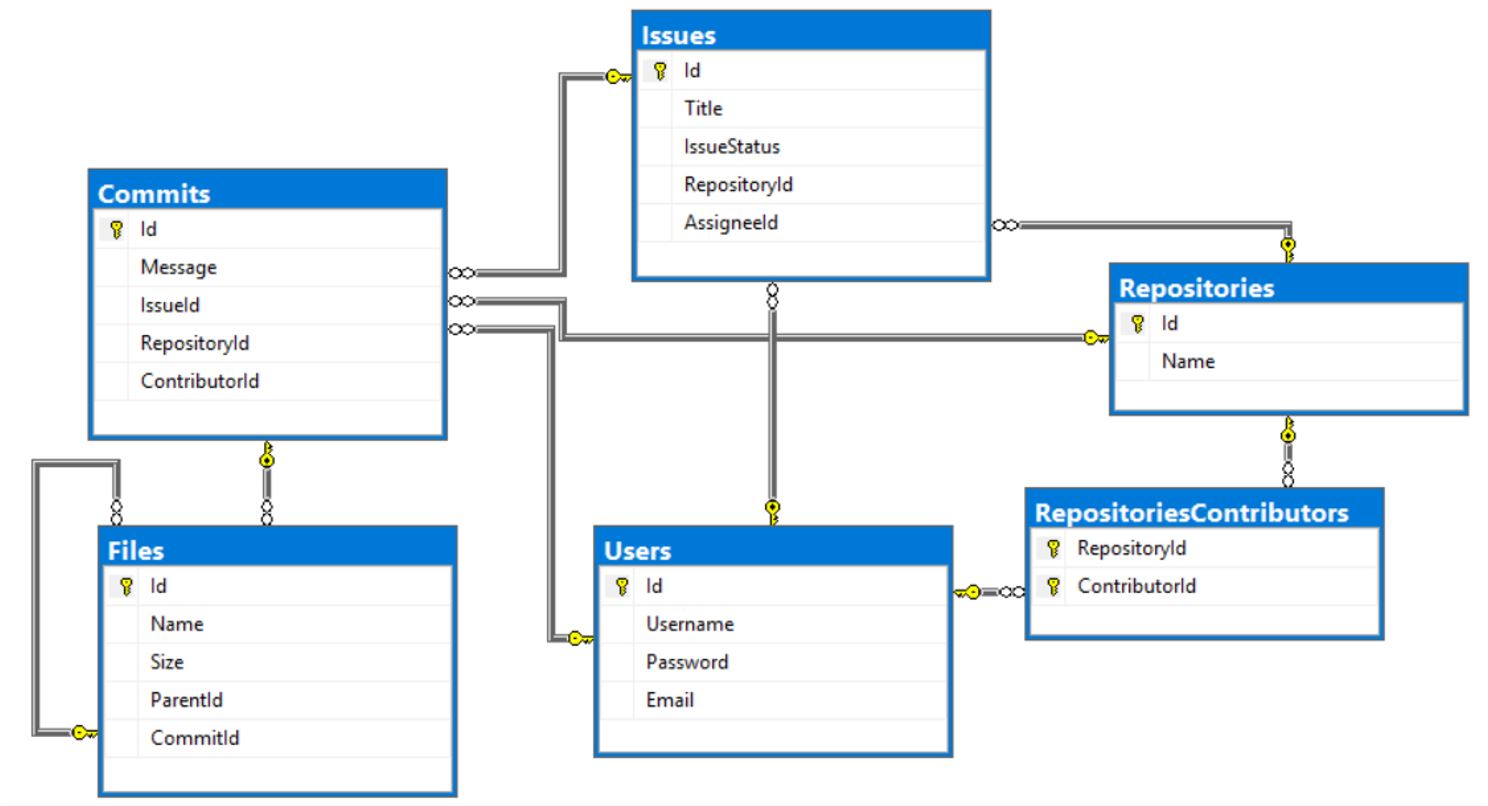 Issues
Id
Title
IssueStatus
RepositoryId
AssigneeId
Commits
Id
Message
IssueId
RepositoryId
ContributorId
Repositories
Id
Name
Files
Id
Name
Size
ParentId
CommitId
Users
Id
Username
Password
Email
RepositoriesContributors
RepositoryId
ContributorId